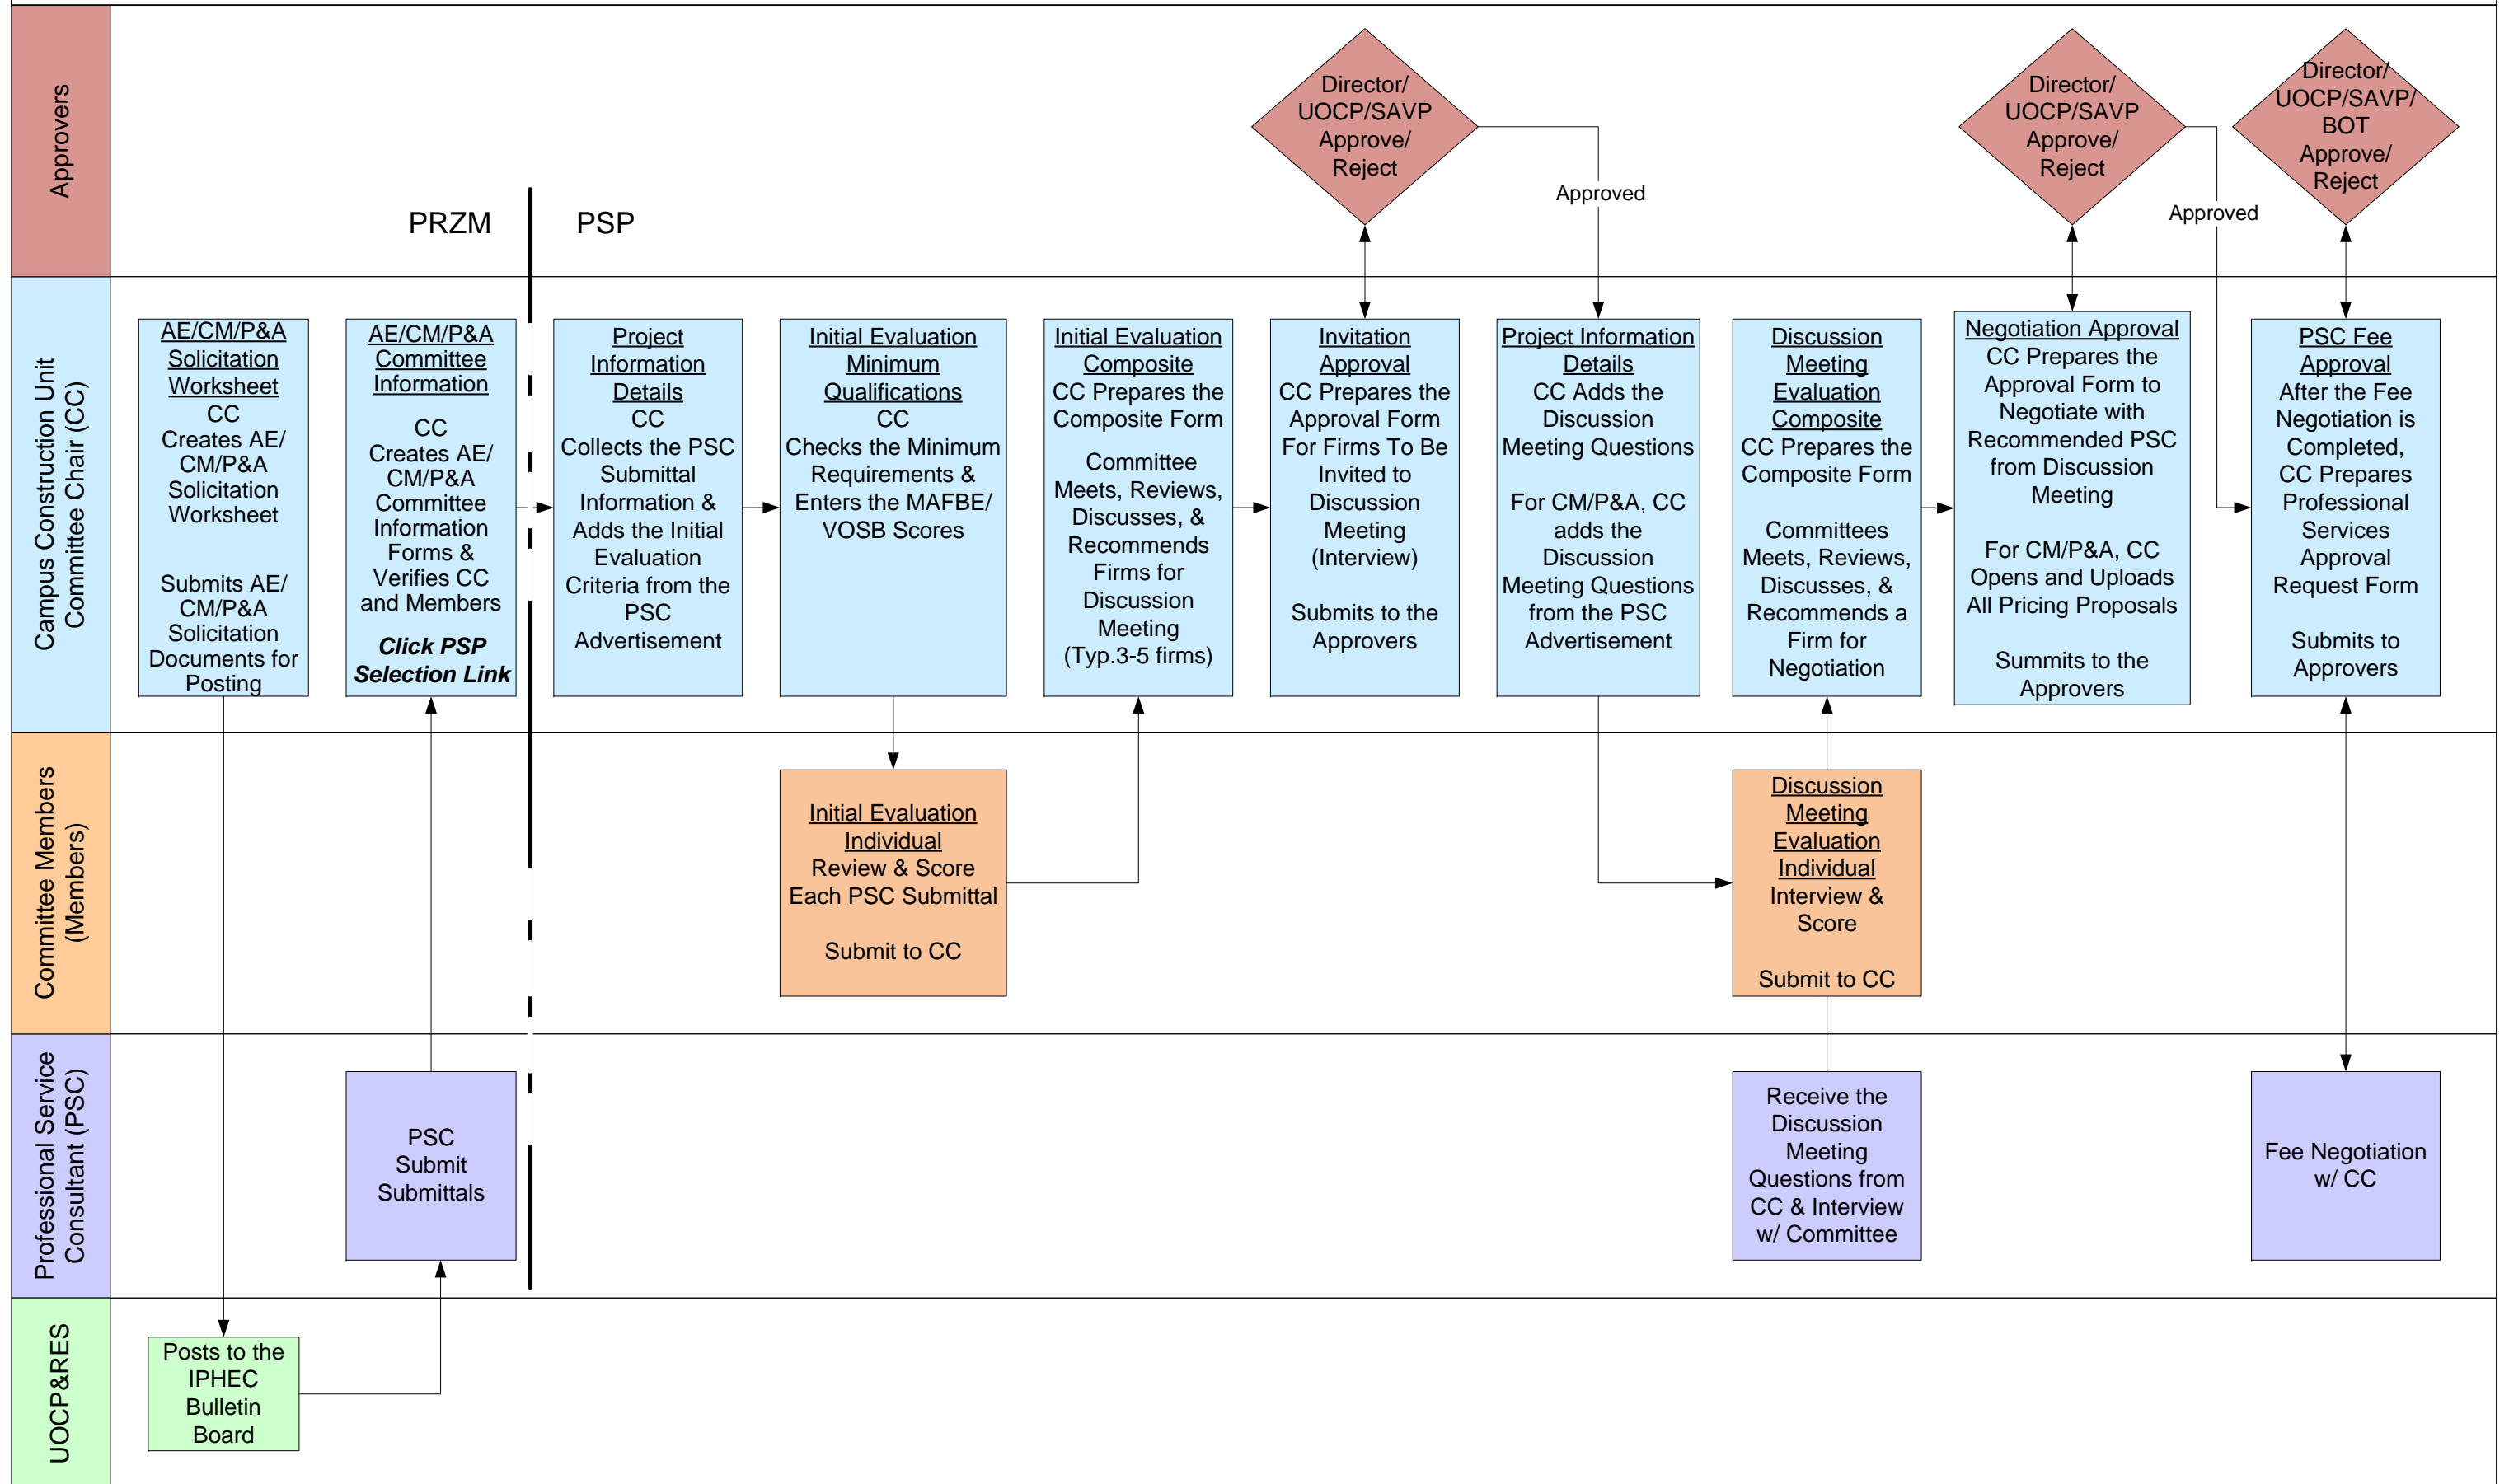 Approvers
Director/
UOCP/SAVP
Approve/
Reject
Approved
Director/
UOCP/SAVP
Approve/
Reject
Approved
Director/
UOCP/SAVP/
BOT
Approve/
Reject
PRZM
PSP
Campus Construction Unit
Committee Chair (CC)
AE/CM/P&A
Solicitation
Worksheet
CC
Creates AE/
CM/P&A
Solicitation
Worksheet
Submits AE/
CM/P&A
Solicitation
Documents for
Posting
AE/CM/P&A
Committee
Information
CC
Creates AE/
CM/P&A
Committee
Information
Forms &
Verifies CC
and Members
Click PSP
Selection Link
Project
Information
Details
CC
Collects the PSC
Submittal
Information &
Adds the Initial
Evaluation
Criteria from the
PSC
Advertisement
Initial Evaluation
Minimum
Qualifications
CC
Checks the Minimum
Requirements &
Enters the MAFBE/
VOSB Scores
Initial Evaluation
Composite
CC Prepares the
Composite Form
Committee
Meets, Reviews,
Discusses, &
Recommends
Firms for
Discussion
Meeting
(Typ.3-5 firms)
Invitation
Approval
CC Prepares the
Approval Form
For Firms To Be
Invited to
Discussion
Meeting
(Interview)
Submits to the
Approvers
Project Information
Details
CC Adds the
Discussion
Meeting Questions
For CM/P&A, CC
adds the
Discussion
Meeting Questions
from the PSC
Advertisement
Discussion
Meeting
Evaluation
Composite
CC Prepares the
Composite Form
Committees
Meets, Reviews,
Discusses, &
Recommends a
Firm for
Negotiation
Negotiation Approval
CC Prepares the
Approval Form to
Negotiate with
Recommended PSC
from Discussion
Meeting
For CM/P&A, CC
Opens and Uploads
All Pricing Proposals
Summits to the
Approvers
PSC Fee
Approval
After the Fee
Negotiation is
Completed,
CC Prepares
Professional
Services
Approval
Request Form
Submits to
Approvers
Committee Members
(Members)
Initial Evaluation
Individual
Review & Score
Each PSC Submittal
Submit to CC
Discussion
Meeting
Evaluation
Individual
Interview &
Score
Submit to CC
Professional Service
Consultant (PSC)
PSC
Submit
Submittals
Receive the
Discussion
Meeting
Questions from
CC & Interview
w/ Committee
Fee Negotiation
w/ CC
UOCP&RES
Posts to the
IPHEC
Bulletin
Board